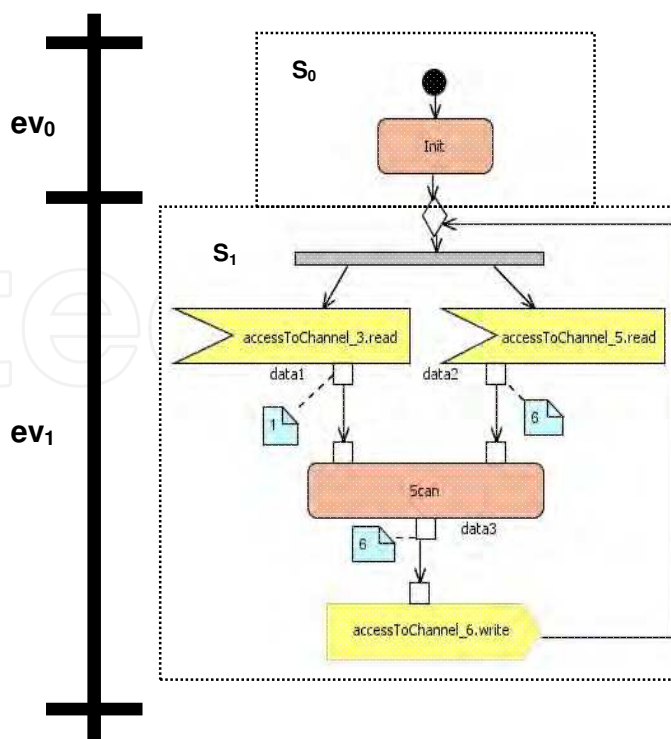 S0
ev0
Init
S1
accessToChannel_3.read
accessToChannel_5.read
data1
data2
1
6
ev1
Scan
data3
6
accessToChannel_6.write